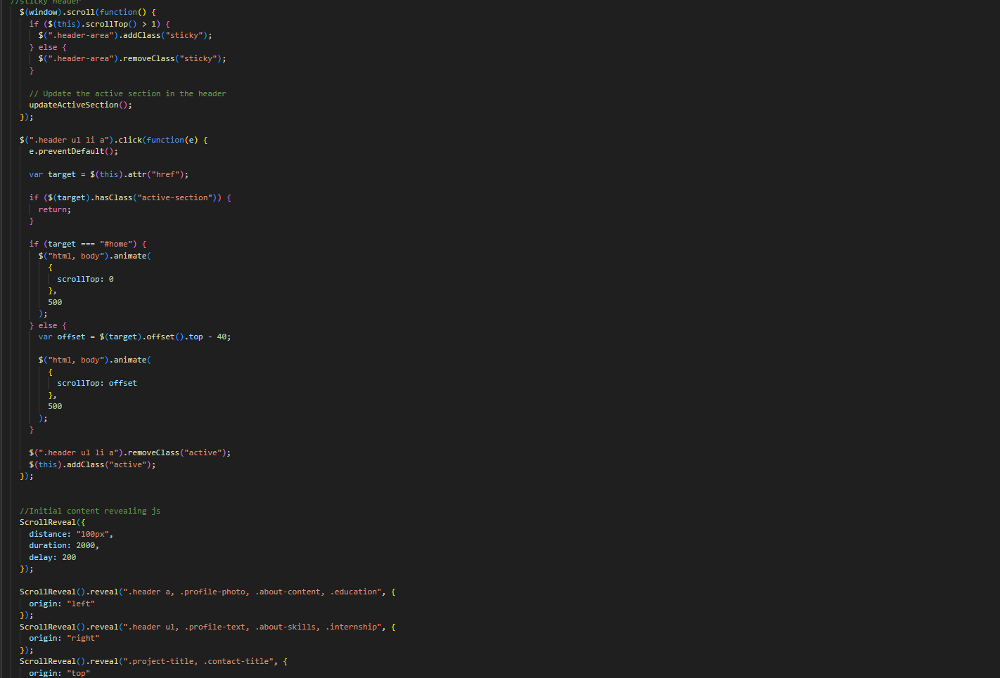 //sticky header
$(window).scroll(function() {
if ($(this).scrollTop() > 1) {
$(".header-area").addClass("sticky");
} else {
$(".header-area").removeClass("sticky");
}
// Update the active section in the header
updateActiveSection();
});
$(".header ul li a").click(function(e) {
e.preventDefault();
var target = $(this).attr("href");
if ($(target).hasClass("active-section")) {
return;
}
if (target === "#home") {
$("html, body").animate(
{
scrollTop: 0
},
500
);
} else {
var offset = $(target).offset().top - 40;
$("html, body").animate(
{
scrollTop: offset
},
500
);
}
$(".header ul li a").removeClass("active");
$(this).addClass("active");
});
//Initial content revealing js
ScrollReveal({
distance: "100px",
duration: 2000,
delay: 200
});
ScrollReveal().reveal(".header a, .profile-photo, .about-content, .education", {
origin: "left"
});
ScrollReveal().reveal(".header ul, .profile-text, .about-skills, .internship", {
origin: "right"
});
ScrollReveal().reveal(".project-title, .contact-title", {
origin: "top"